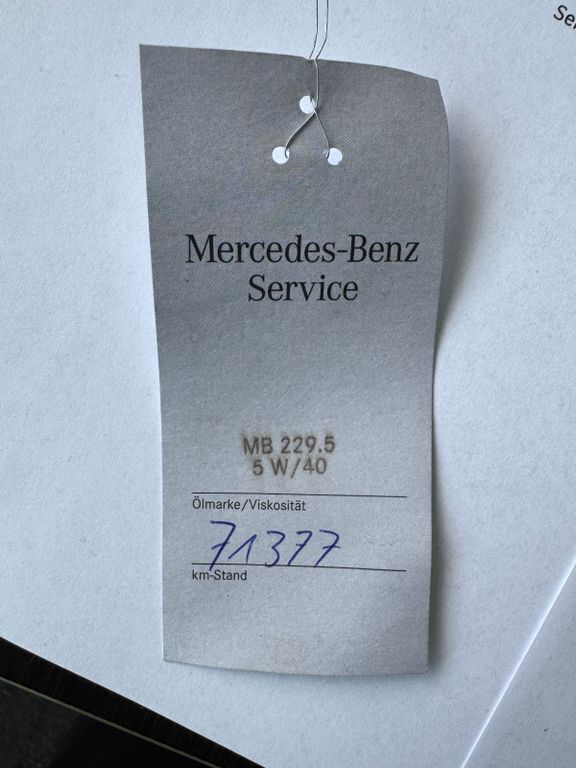 Mercedes-Benz
Service
MB 229.5
5 W/40
Ölmarke/Viskosität
71377
km-Stand